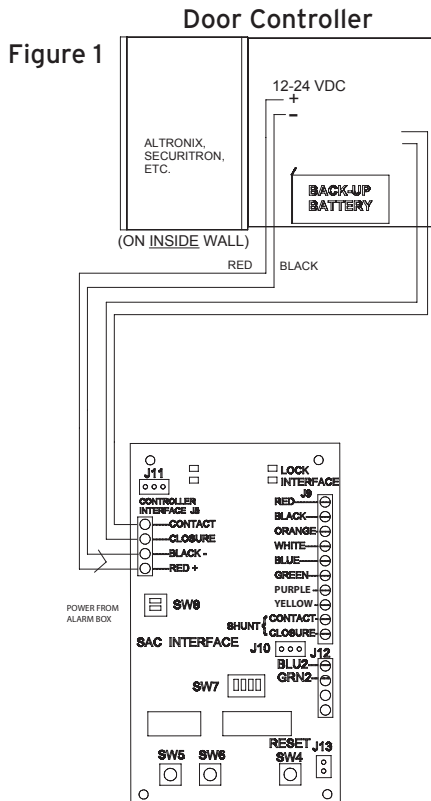 Door Controller
Figure 1
12-24 VDC
+
-
ALTRONIX,
SECURITRON,
ETC.
BACK-UP
BATTERY
(ON INSIDE WALL)
RED
BLACK
J11
LOCK
INTERFACE
CONTROLLER
INTERFACE J8
J9
CONTACT
CLOSURE
BLACK -
RED +
RED
BLACK
ORANGE
WHITE
BLUE
GREEN
PURPLE
YELLOW
SHUNT { CONTACT
CLOSURE
POWER FROM
ALARM BOX
SW8
SAC INTERFACE
J10
J12
BLU2
GRN2
SW7
RESET
J13
SW5
SW6
SW4